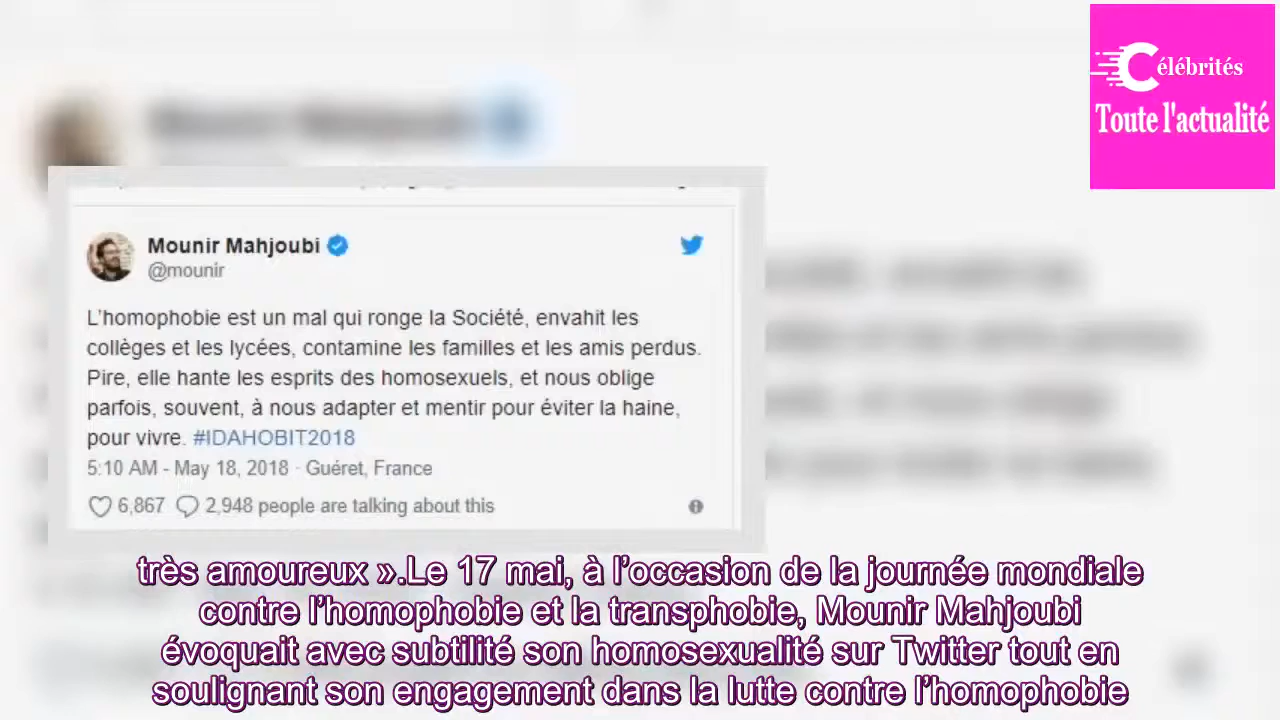 Célébrités
Toute l'actualité
Mounir Mahjoubi
@mounir
L'homophobie est un mal qui ronge la Société, envahit les
collèges et les lycées, contamine les familles et les amis perdus.
Pire, elle hante les esprits des homosexuels, et nous oblige
parfois, souvent, à nous adapter et mentir pour éviter la haine,
pour vivre. #IDAHOBIT2018
5:10 AM - May 18, 2018 · Guéret, France
6,867 2,948 people are talking about this
très amoureux ».Le 17 mai, à l’occasion de la journée mondiale
contre l’homophobie et la transphobie, Mounir Mahjoubi
évoquait avec subtilité son homosexualité sur Twitter tout en
soulignant son engagement dans la lutte contre l’homophobie